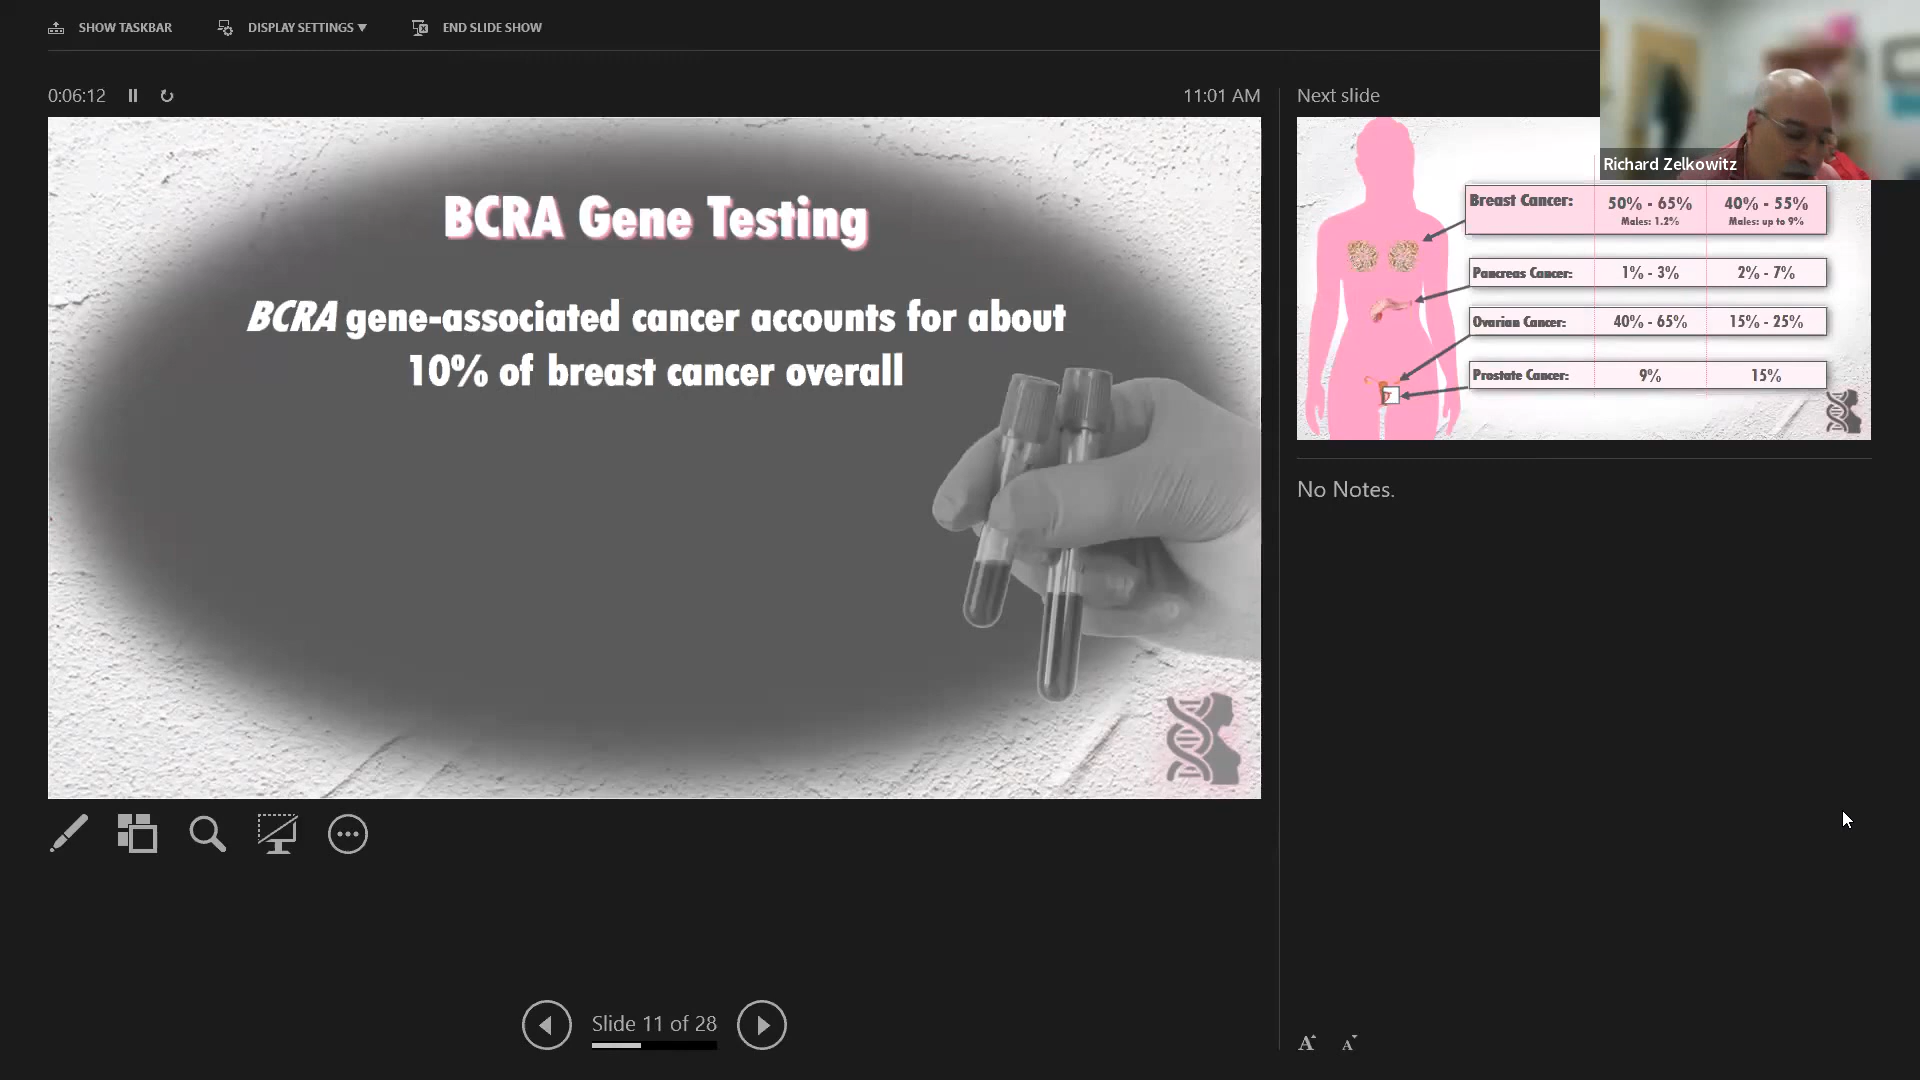 SHOW TASKBAR
DISPLAY SETTINGS
END SLIDE SHOW
0:06:12
11:01 AM
BCRA Gene Testing
BCRA gene-associated cancer accounts for about
10% of breast cancer overall
Slide 11 of 28
Next slide
Richard Zelkowitz
Breast Cancer: 50% - 65% 40% - 55%
Males: 1.2% Males: up to 9%
Pancreas Cancer: 1% - 3% 2% - 7%
Ovarian Cancer: 40% - 65% 15% - 25%
Prostate Cancer: 9% 15%
No Notes.
A A